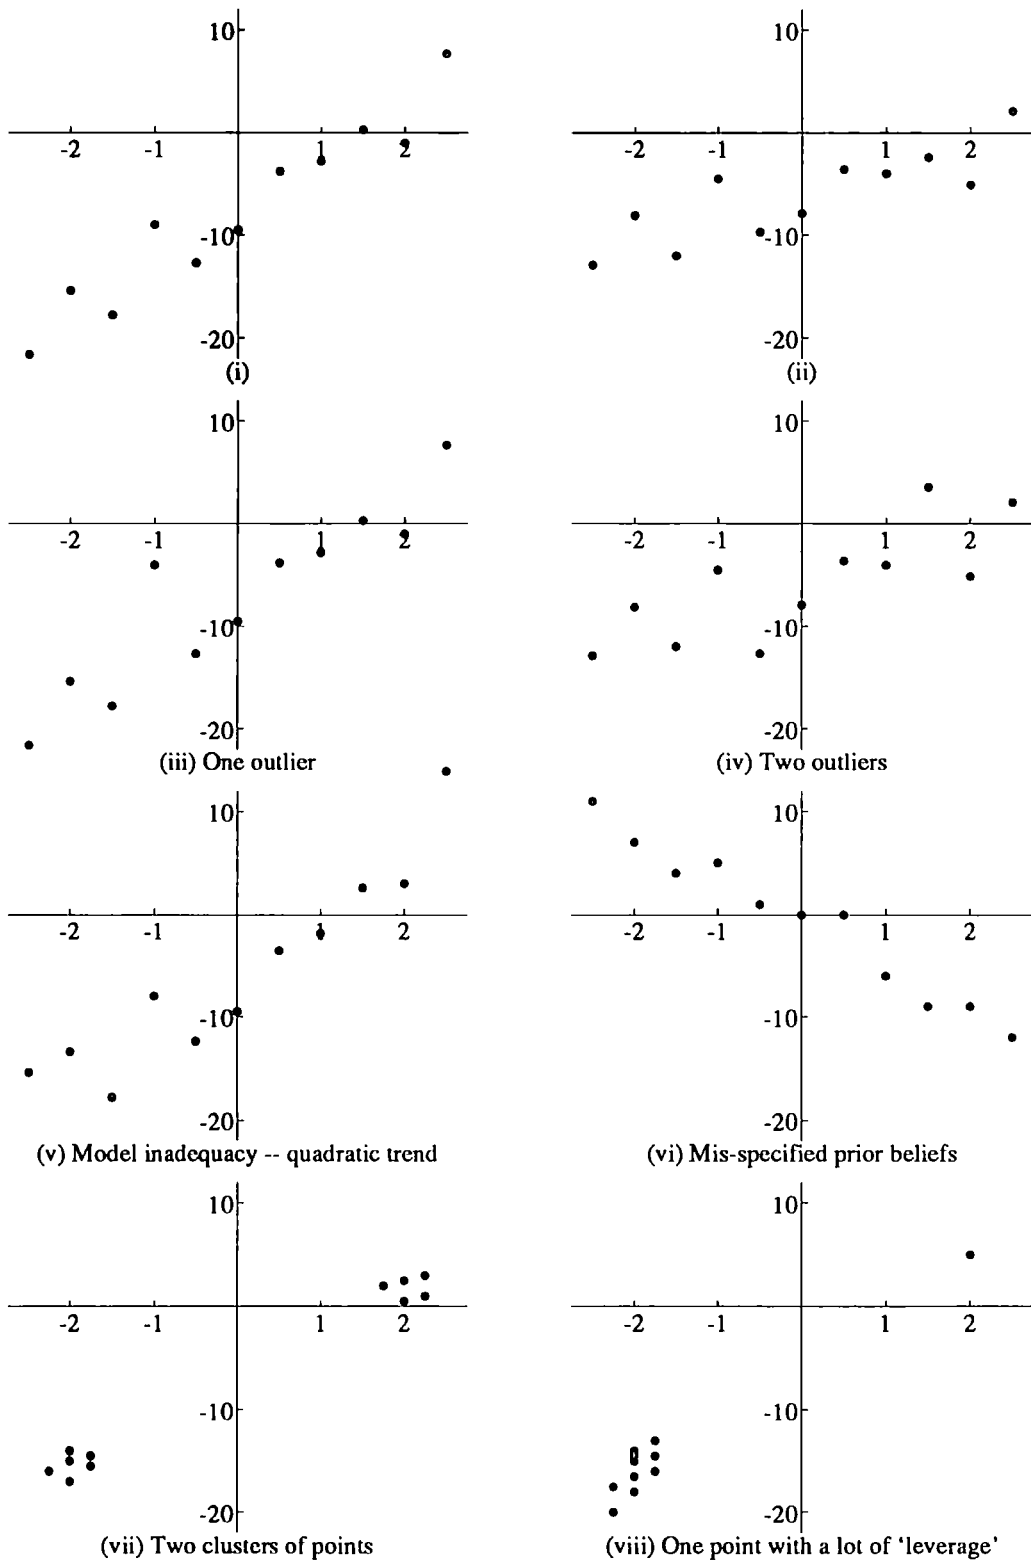 10 10
-2 -1 1 2 -2 -1 1 2
-10 -10
-20 -20
(i) (ii)
10 10
-2 -1 1 2 -2 -1 1 2
-10 -10
-20 -20
(iii) One outlier (iv) Two outliers
10 10
-2 -1 1 2 -2 -1 1 2
-10 -10
-20 -20
(v) Model inadequacy -- quadratic trend (vi) Mis-specified prior beliefs
10 10
-2 -1 1 2 -2 -1 1 2
-10 -10
-20 -20
(vii) Two clusters of points (viii) One point with a lot of ‘leverage’